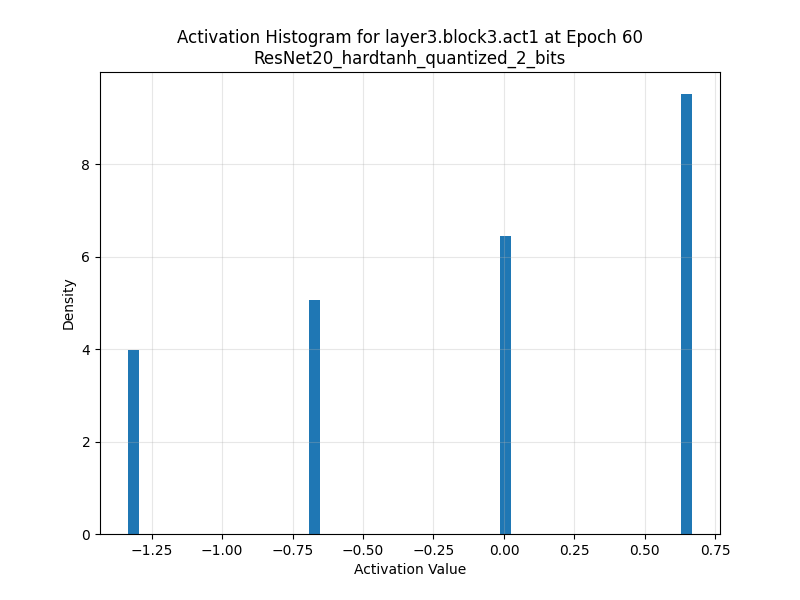 Activation Histogram for layer3.block3.act1 at Epoch 60
ResNet20_hardtanh_quantized_2_bits
Density
8
6
4
2
0
−1.25 −1.00 −0.75 −0.50 −0.25 0.00 0.25 0.50 0.75
Activation Value